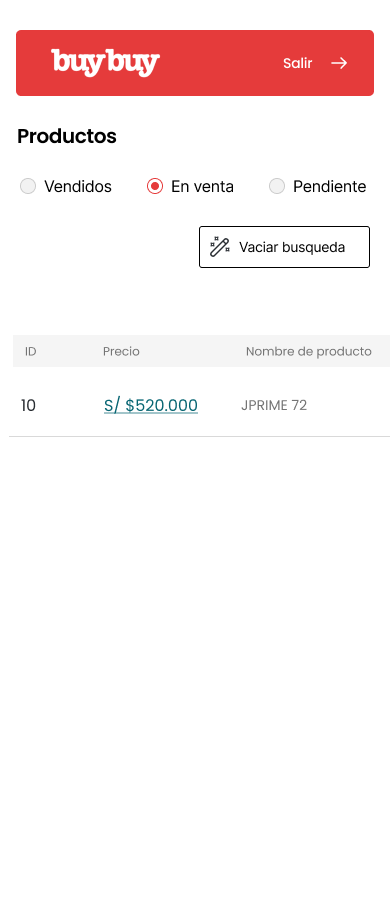 buybuy
Salir
Productos
Vendidos En venta Pendiente
Vaciar busqueda
ID Precio Nombre de producto
10 S/ $520.000 JPRIME 72